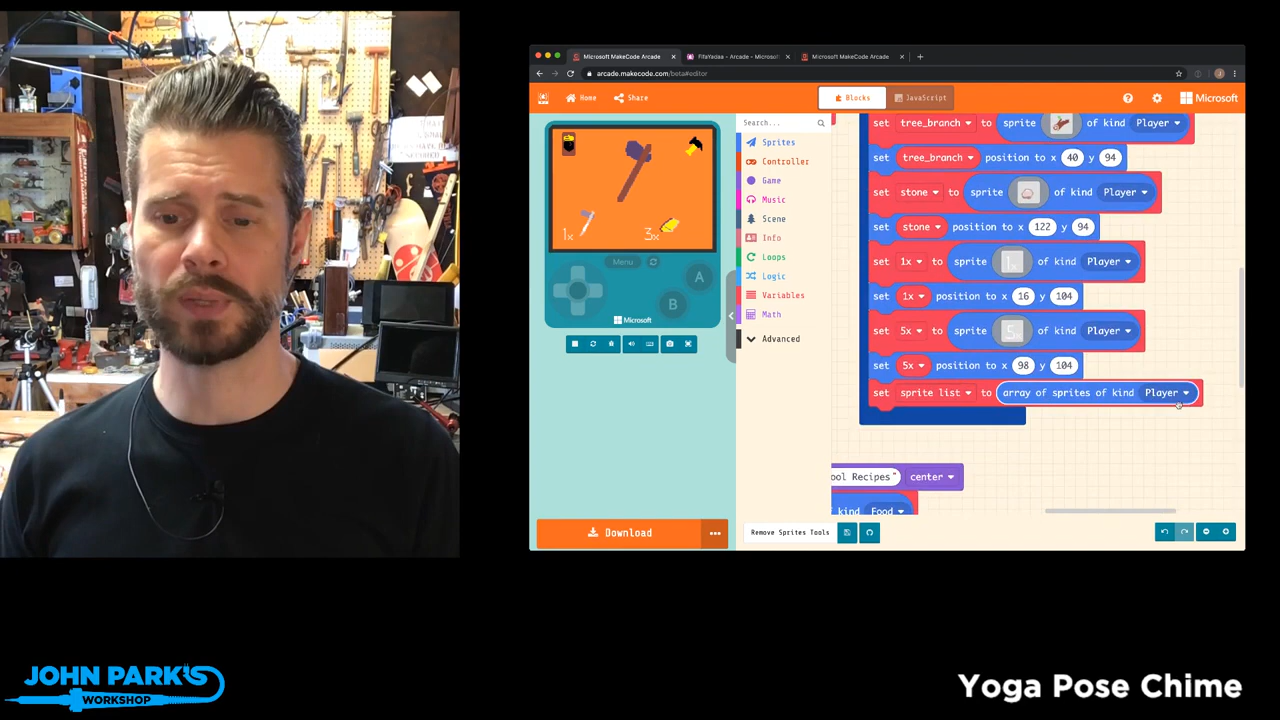 Microsoft MakeCode Arcade
FifaYadaa - Arcade - Microsoft
Microsoft MakeCode Arcade
arcade.makecode.com/beta#editor
Home
Share
Blocks
JavaScript
Microsoft
Search...
Sprites
Controller
Game
Music
Scene
Info
Loops
Logic
Variables
Math
Advanced
1x
3x
Menu
A
B
Microsoft
set tree_branch to sprite of kind Player
set tree_branch position to x 40 y 94
set stone to sprite of kind Player
set stone position to x 122 y 94
set 1x to sprite 1x of kind Player
set 1x position to x 16 y 104
set 5x to sprite 5x of kind Player
set 5x position to x 98 y 104
set sprite list to array of sprites of kind Player
ool Recipes" center
kind Food
Download
Remove Sprites Tools
JOHN PARK'S
WORKSHOP
Yoga Pose Chime